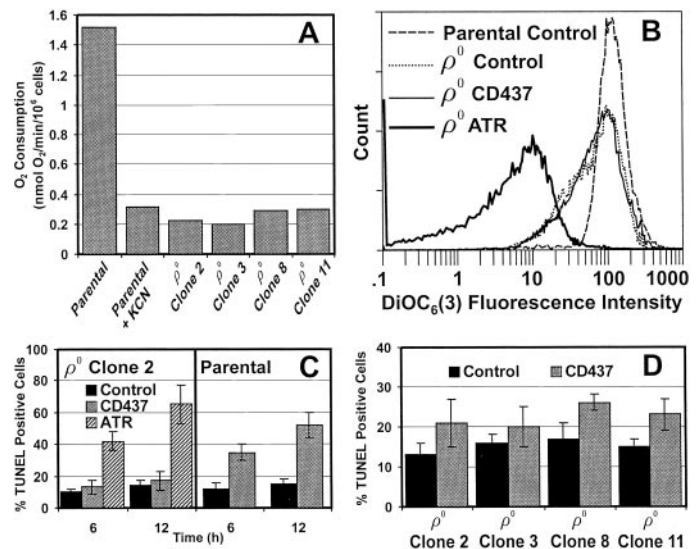 A
O2 Consumption
(nmol O2/min/10^6 cells)
1.6
1.4
1.2
1
0.8
0.6
0.4
0.2
0
Parental
Parental
+ KCN
ρ0
Clone 2
ρ0
Clone 3
ρ0
Clone 8
ρ0
Clone 11
B
Parental Control
ρ0 Control
ρ0 CD437
ρ0 ATR
Count
.1
1
10
100
1000
DiOC6(3) Fluorescence Intensity
C
% TUNEL Positive Cells
100
80
60
40
20
0
ρ0 Clone 2
Parental
Control
CD437
ATR
6
12
Time (h)
6
12
D
% TUNEL Positive Cells
40
30
20
10
0
Control
CD437
ρ0
Clone 2
ρ0
Clone 3
ρ0
Clone 8
ρ0
Clone 11